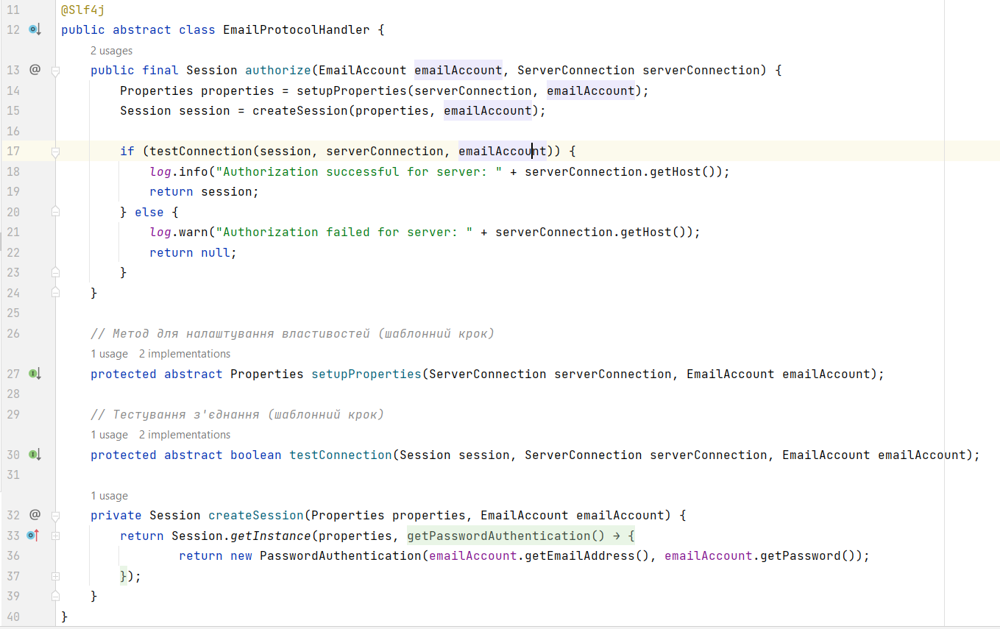 11 @Slf4j
12 public abstract class EmailProtocolHandler {
2 usages
13 @ public final Session authorize(EmailAccount emailAccount, ServerConnection serverConnection) {
14 Properties properties = setupProperties(serverConnection, emailAccount);
15 Session session = createSession(properties, emailAccount);
16
17 if (testConnection(session, serverConnection, emailAccount)) {
18 log.info("Authorization successful for server: " + serverConnection.getHost());
19 return session;
20 } else {
21 log.warn("Authorization failed for server: " + serverConnection.getHost());
22 return null;
23 }
24 }
25
26 // Метод для налаштування властивостей (шаблонний крок)
1 usage 2 implementations
27 protected abstract Properties setupProperties(ServerConnection serverConnection, EmailAccount emailAccount);
28
29 // Тестування з'єднання (шаблонний крок)
1 usage 2 implementations
30 protected abstract boolean testConnection(Session session, ServerConnection serverConnection, EmailAccount emailAccount);
31
1 usage
32 @ private Session createSession(Properties properties, EmailAccount emailAccount) {
33 return Session.getInstance(properties, getPasswordAuthentication() → {
36 return new PasswordAuthentication(emailAccount.getEmailAddress(), emailAccount.getPassword());
37 });
39 }
40 }